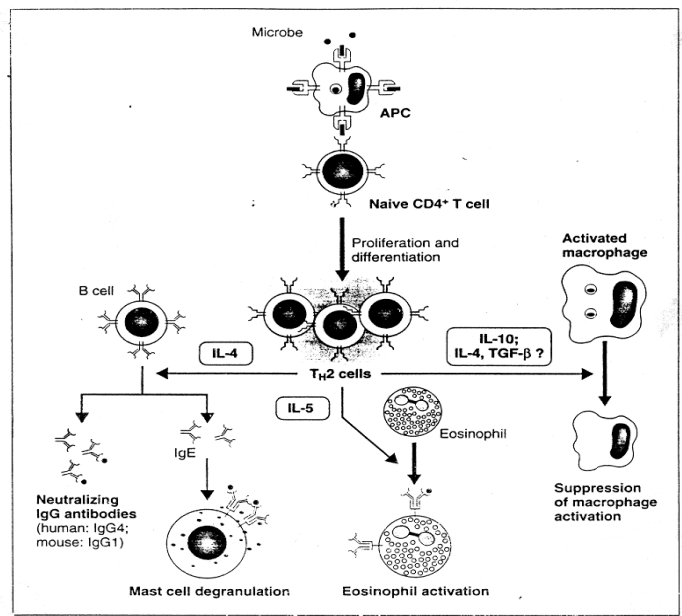 Microbe
APC
Naive CD4⁺ T cell
Proliferation and
differentiation
Activated
macrophage
B cell
IL-4
IL-10;
IL-4, TGF-β ?
T_H2 cells
IL-5
Eosinophil
IgE
Neutralizing
IgG antibodies
(human: IgG4;
mouse: IgG1)
Suppression
of macrophage
activation
Mast cell degranulation
Eosinophil activation